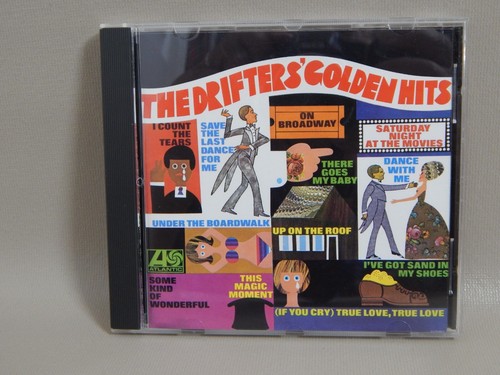 THE DRIFTERS' GOLDEN HITS
I COUNT
THE
TEARS
SAVE
THE
LAST
DANCE
FOR
ME
ON
BROADWAY
SATURDAY
NIGHT
AT THE MOVIES
THERE
GOES
MY BABY
DANCE
WITH
ME
UNDER THE BOARDWALK
UP ON THE ROOF
ATLANTIC
SOME
KIND
OF
WONDERFUL
THIS
MAGIC
MOMENT
I'VE GOT SAND IN
MY SHOES
(IF YOU CRY) TRUE LOVE, TRUE LOVE